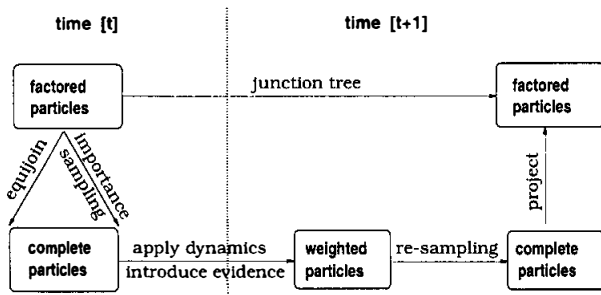 time [t]
time [t+1]
factored
particles
junction tree
factored
particles
equijoin
importance
sampling
project
complete
particles
apply dynamics
introduce evidence
weighted
particles
re-sampling
complete
particles